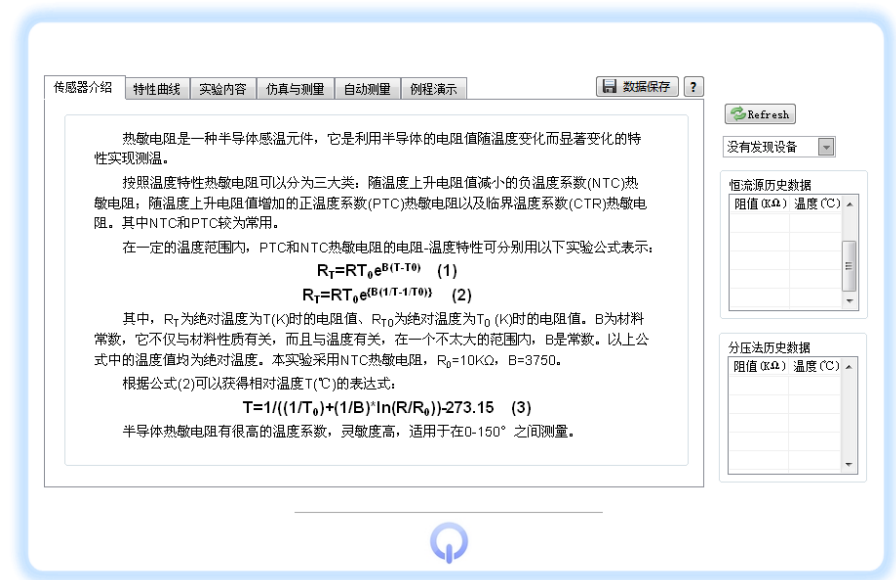 传感器介绍 特性曲线 实验内容 仿真与测量 自动测量 例程演示 数据保存 ?
热敏电阻是一种半导体感温元件，它是利用半导体的电阻值随温度变化而显著变化的特
性实现测温。
按照温度特性热敏电阻可以分为三大类：随温度上升电阻值减小的负温度系数(NTC)热
敏电阻；随温度上升电阻值增加的正温度系数(PTC)热敏电阻以及临界温度系数(CTR)热敏电
阻。其中NTC和PTC较为常用。
在一定的温度范围内，PTC和NTC热敏电阻的电阻-温度特性可分别用以下实验公式表示：
R_T=RT₀e^B(T-T0) (1)
R_T=RT₀e^{B(1/T-1/T0)} (2)
其中，R_T为绝对温度为T(K)时的电阻值、R_T0为绝对温度为T₀ (K)时的电阻值。B为材料
常数，它不仅与材料性质有关，而且与温度有关，在一个不太大的范围内，B是常数。以上公
式中的温度值均为绝对温度。本实验采用NTC热敏电阻，R₀=10KΩ，B=3750。
根据公式(2)可以获得相对温度T(℃)的表达式：
T=1/((1/T₀)+(1/B)*ln(R/R₀))-273.15 (3)
半导体热敏电阻有很高的温度系数，灵敏度高，适用于在0-150°之间测量。
Refresh
没有发现设备
恒流源历史数据
阻值(KΩ) 温度(℃)
分压法历史数据
阻值(KΩ) 温度(℃)